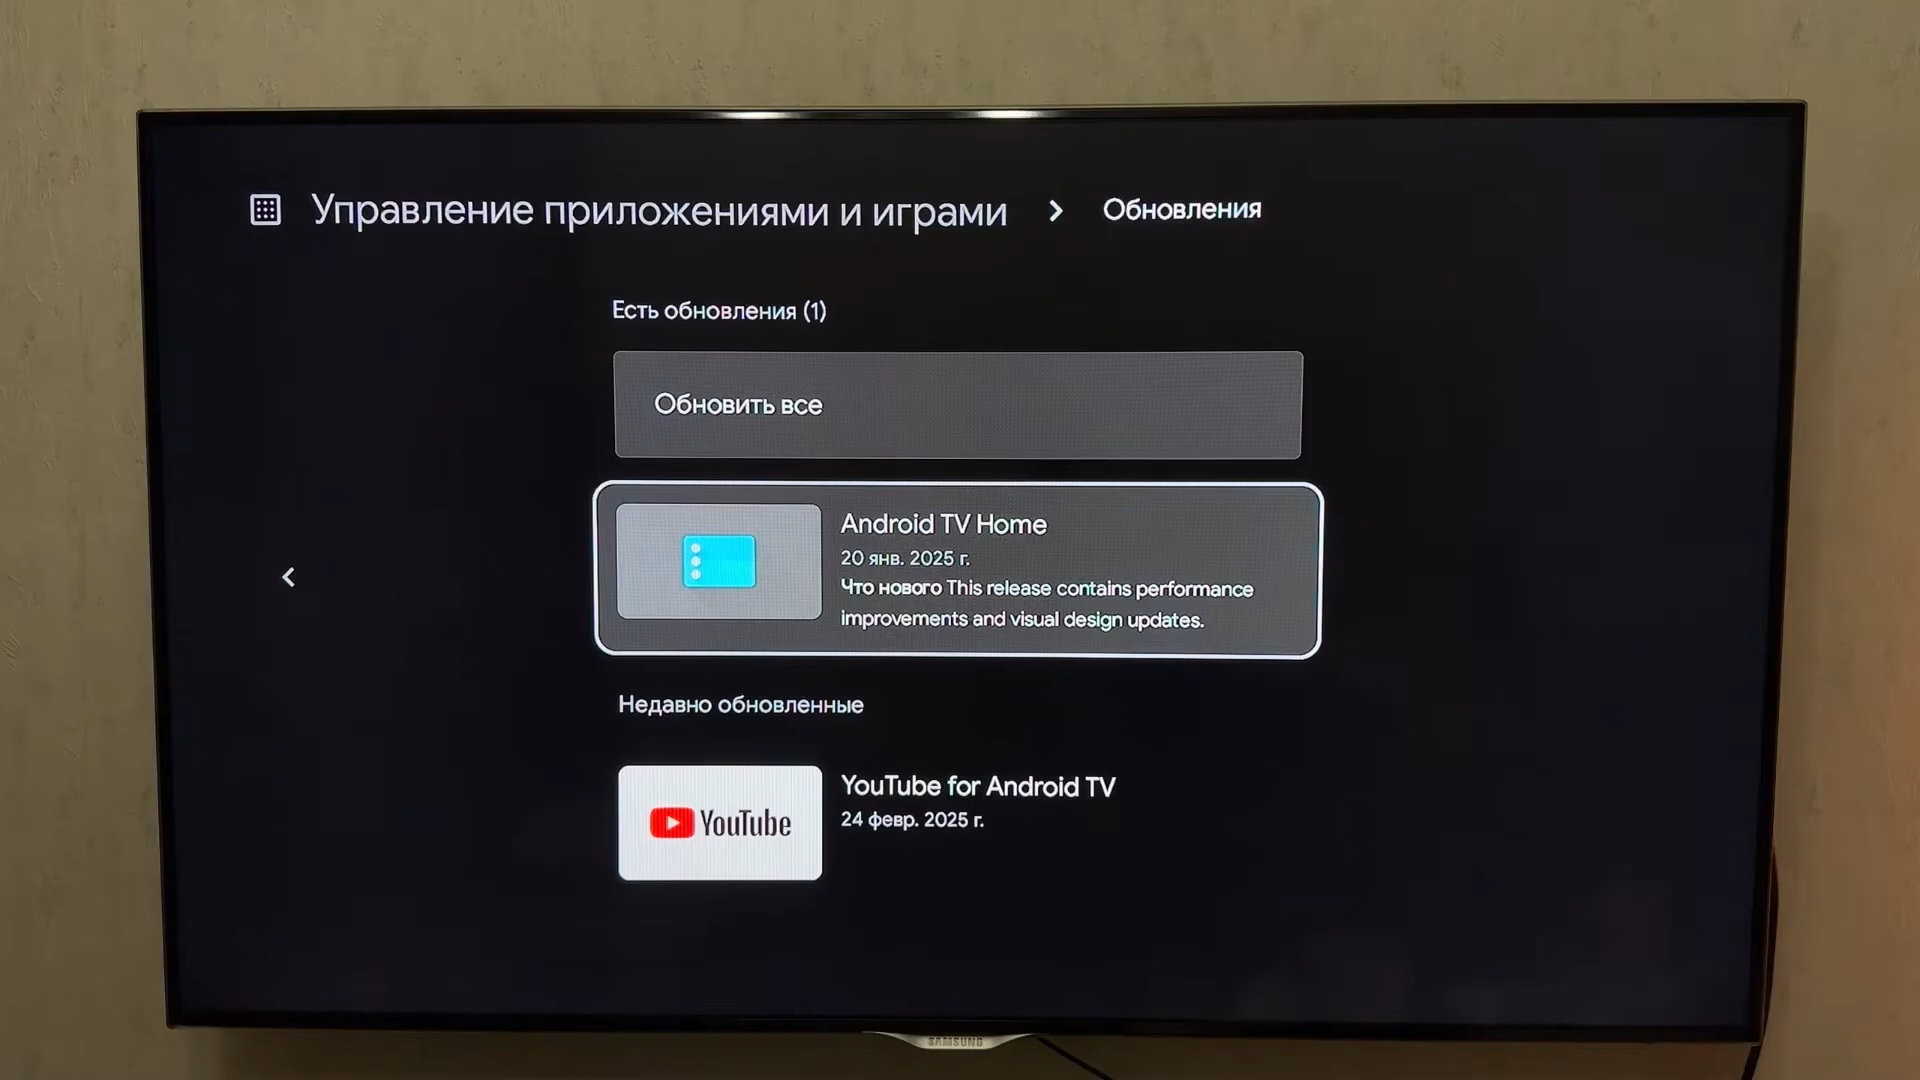 Управление приложениями и играми > Обновления
Есть обновления (1)
Обновить все
Android TV Home
20 янв. 2025 г.
Что нового This release contains performance
improvements and visual design updates.
Недавно обновленные
YouTube
YouTube for Android TV
24 февр. 2025 г.
SAMSUNG